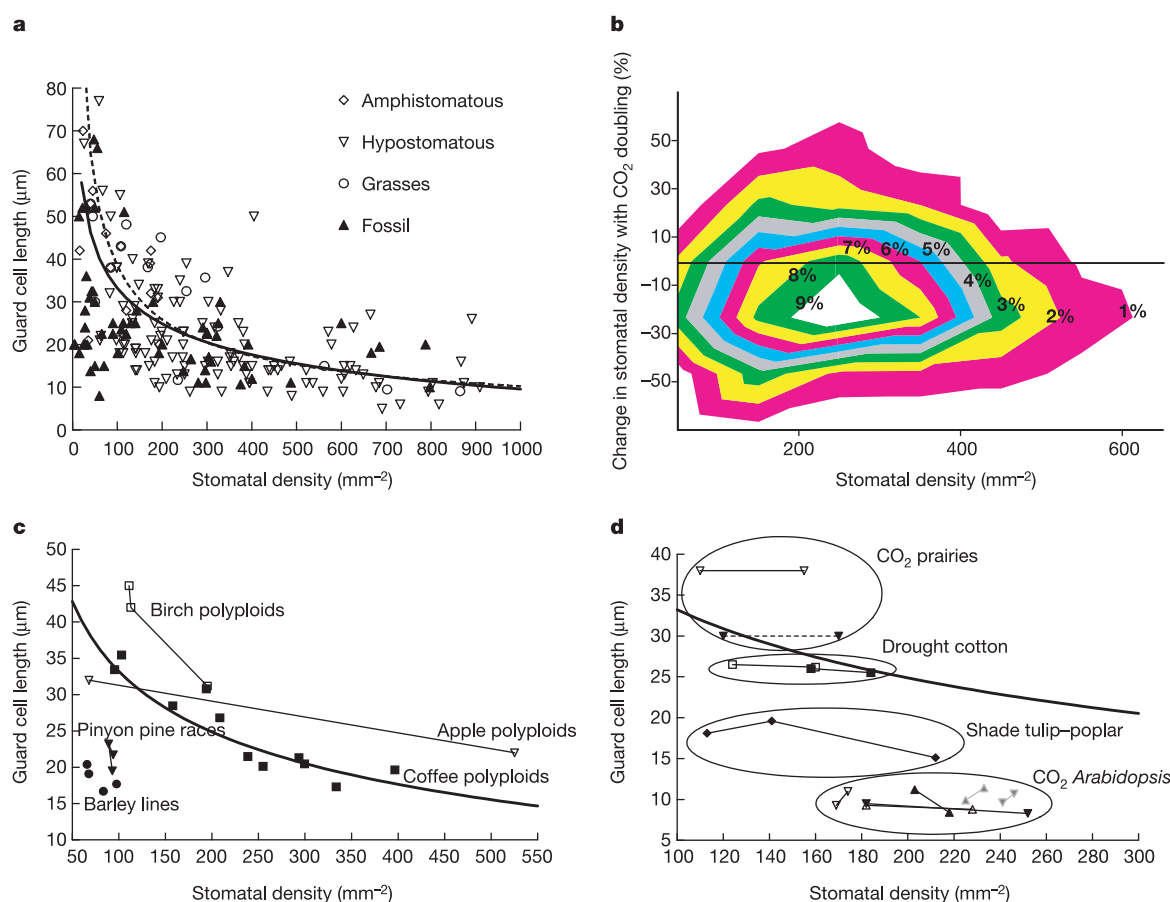 a
Guard cell length (μm)
80
70
60
50
40
30
20
10
0
0 100 200 300 400 500 600 700 800 900 1000
Stomatal density (mm–2)
Amphistomatous
Hypostomatous
Grasses
Fossil
b
Change in stomatal density with CO2 doubling (%)
50
30
10
–10
–30
–50
200 400 600
Stomatal density (mm–2)
7% 6% 5%
8% 4%
9% 3% 2% 1%
c
Guard cell length (μm)
50
45
40
35
30
25
20
15
10
50 100 150 200 250 300 350 400 450 500 550
Stomatal density (mm–2)
Birch polyploids
Pinyon pine races
Apple polyploids
Coffee polyploids
Barley lines
d
Guard cell length (μm)
40
35
30
25
20
15
10
5
100 120 140 160 180 200 220 240 260 280 300
Stomatal density (mm–2)
CO2 prairies
Drought cotton
Shade tulip–poplar
CO2 Arabidopsis